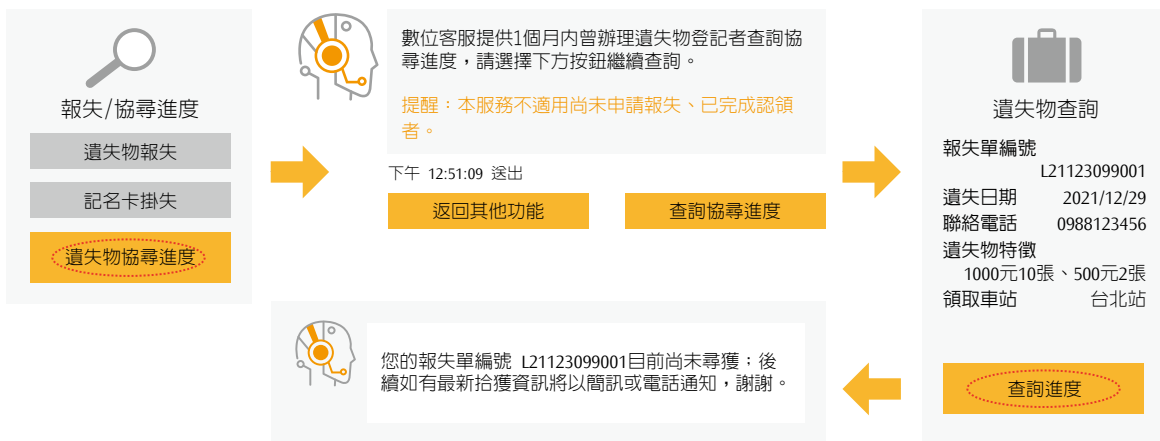 報失/協尋進度
遺失物報失
記名卡掛失
遺失物協尋進度
數位客服提供1個月內曾辦理遺失物登記者查詢協
尋進度，請選擇下方按鈕繼續查詢。
提醒：本服務不適用尚未申請報失、已完成認領
者。
下午 12:51:09 送出
返回其他功能
查詢協尋進度
遺失物查詢
報失單編號
L21123099001
遺失日期 2021/12/29
聯絡電話 0988123456
遺失物特徵
1000元10張、500元2張
領取車站 台北站
查詢進度
您的報失單編號 L21123099001目前尚未尋獲；後
續如有最新拾獲資訊將以簡訊或電話通知，謝謝。